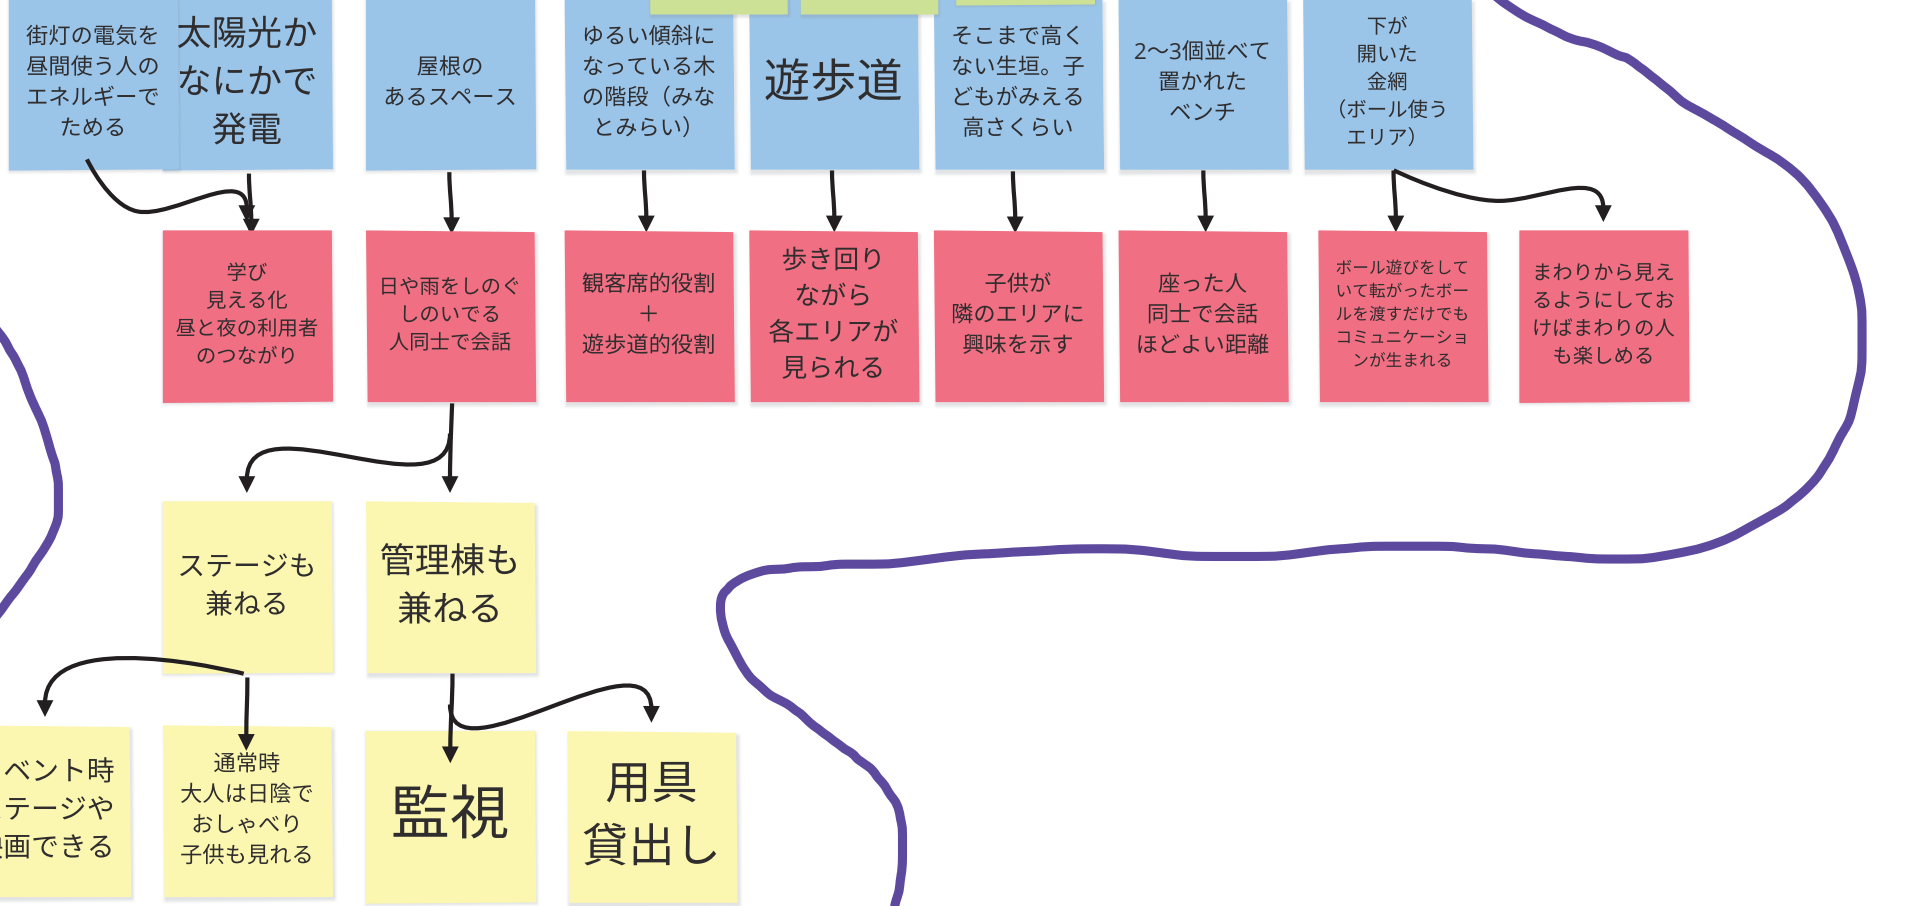 街灯の電気を
昼間使う人の
エネルギーで
ためる
太陽光か
なにかで
発電
屋根の
あるスペース
ゆるい傾斜に
なっている木
の階段（みな
とみらい）
遊歩道
そこまで高く
ない生垣。子
どもがみえる
高さくらい
2〜3個並べて
置かれた
ベンチ
下が
開いた
金網
（ボール使う
エリア）
学び
見える化
昼と夜の利用者
のつながり
日や雨をしのぐ
しのいでる
人同士で会話
観客席的役割
＋
遊歩道的役割
歩き回り
ながら
各エリアが
見られる
子供が
隣のエリアに
興味を示す
座った人
同士で会話
ほどよい距離
ボール遊びをして
いて転がったボー
ルを渡すだけでも
コミュニケーショ
ンが生まれる
まわりから見え
るようにしてお
けばまわりの人
も楽しめる
ステージも
兼ねる
管理棟も
兼ねる
ベント時
テージや
画できる
通常時
大人は日陰で
おしゃべり
子供も見れる
監視
用具
貸出し